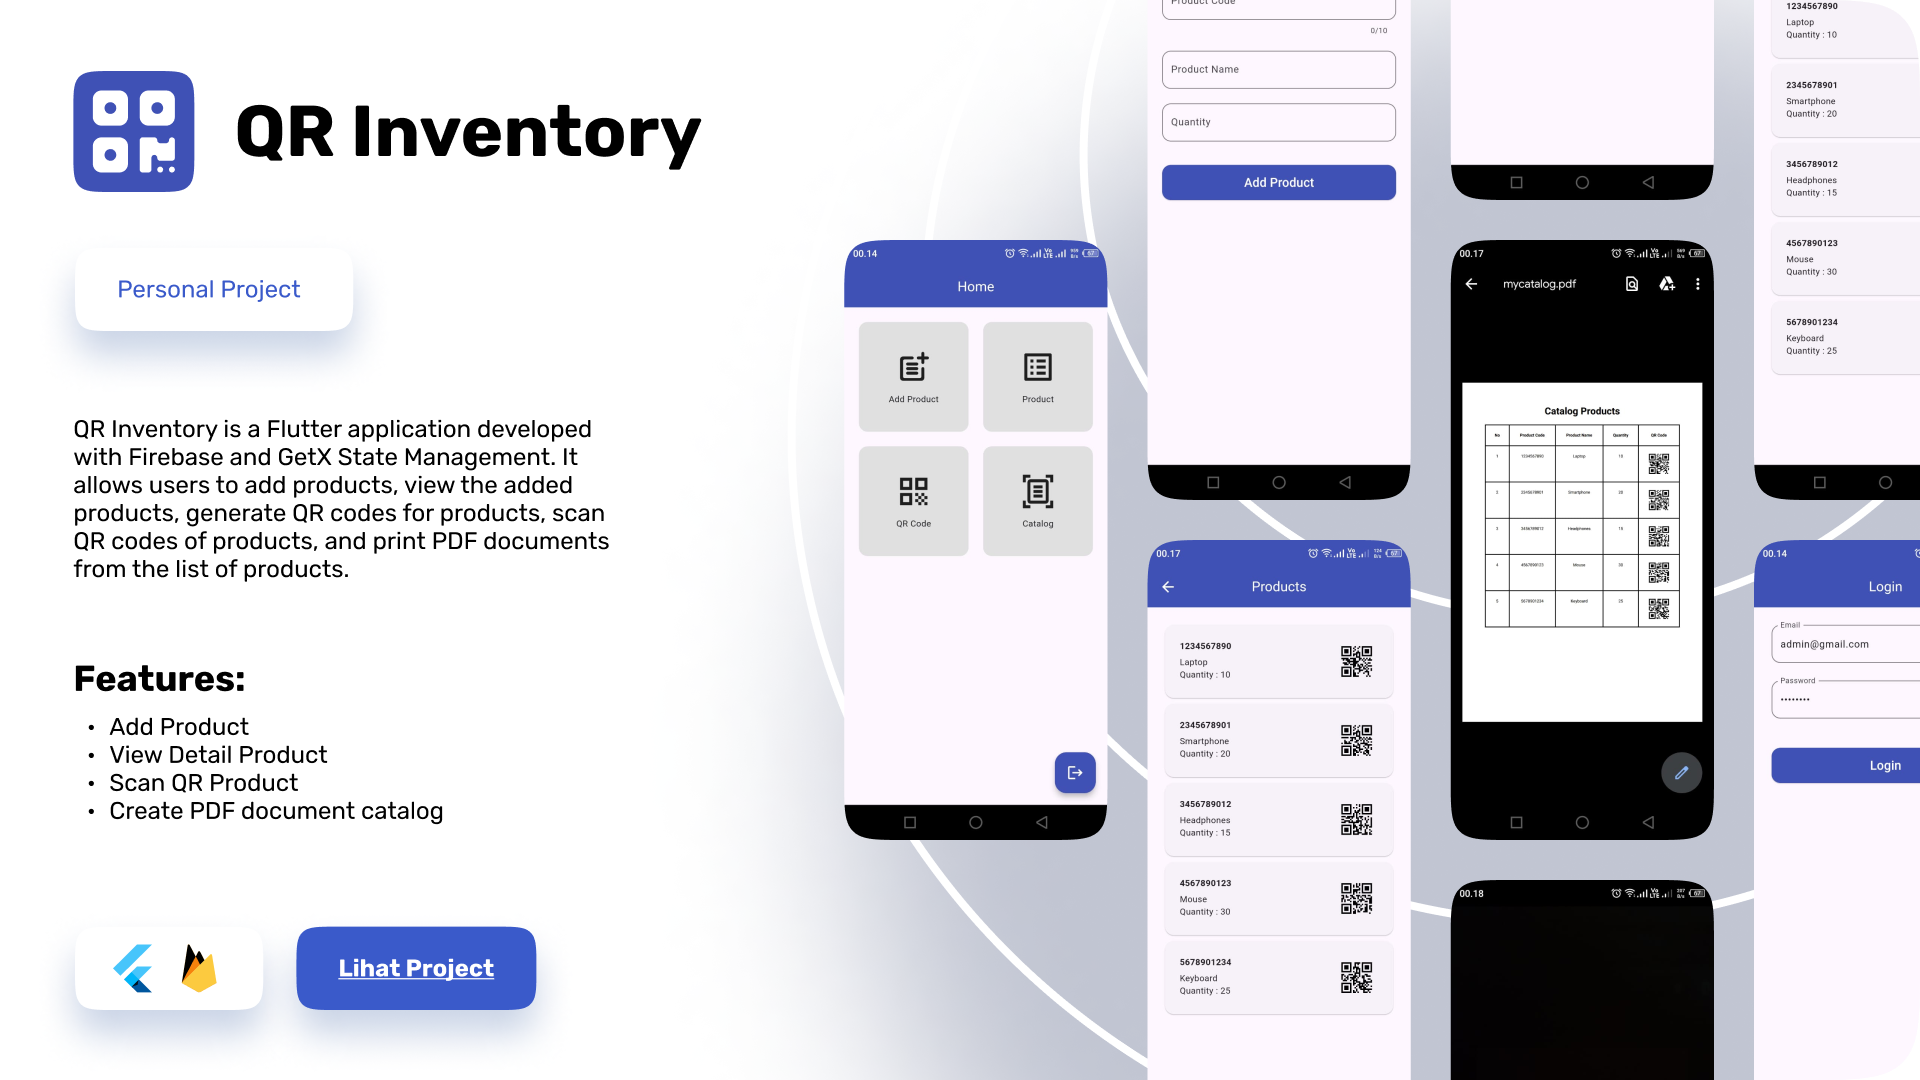 QR Inventory
Personal Project
QR Inventory is a Flutter application developed
with Firebase and GetX State Management. It
allows users to add products, view the added
products, generate QR codes for products, scan
QR codes of products, and print PDF documents
from the list of products.
Features:
• Add Product
• View Detail Product
• Scan QR Product
• Create PDF document catalog
Lihat Project
00.14
Home
Add Product
Product
QR Code
Catalog
Product Code
0/10
Product Name
Quantity
Add Product
00.17
Products
1234567890
Laptop
Quantity : 10
2345678901
Smartphone
Quantity : 20
3456789012
Headphones
Quantity : 15
4567890123
Mouse
Quantity : 30
5678901234
Keyboard
Quantity : 25
00.17
mycatalog.pdf
Catalog Products
No Product Code Product Name Quantity QR Code
1 1234567890 Laptop 10
2 2345678901 Smartphone 20
3 3456789012 Headphones 15
4 4567890123 Mouse 30
5 5678901234 Keyboard 25
00.18
1234567890
Laptop
Quantity : 10
2345678901
Smartphone
Quantity : 20
3456789012
Headphones
Quantity : 15
4567890123
Mouse
Quantity : 30
5678901234
Keyboard
Quantity : 25
00.14
Login
Email
admin@gmail.com
Password
Login